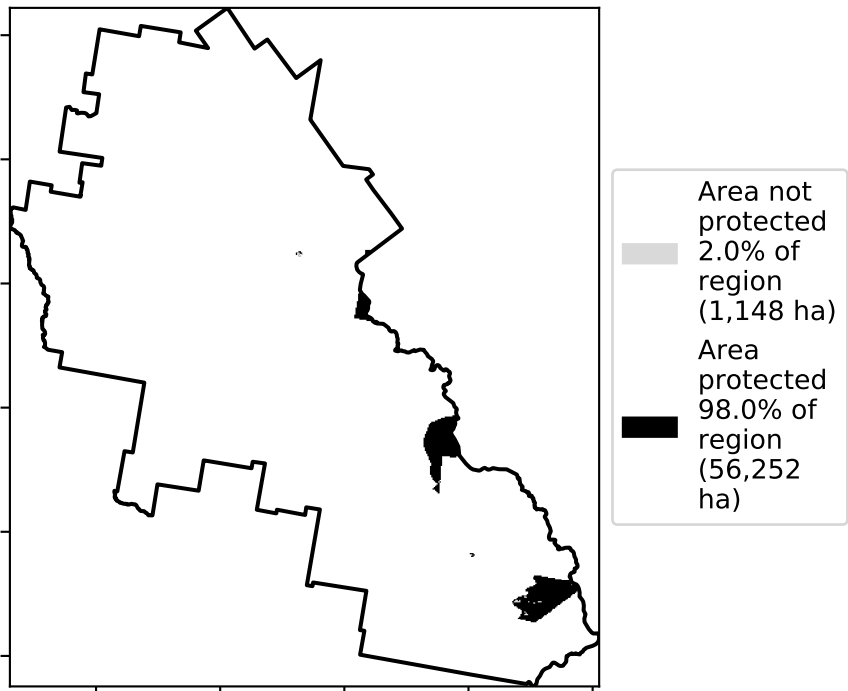 Area not
protected
2.0% of
region
(1,148 ha)
Area
protected
98.0% of
region
(56,252
ha)